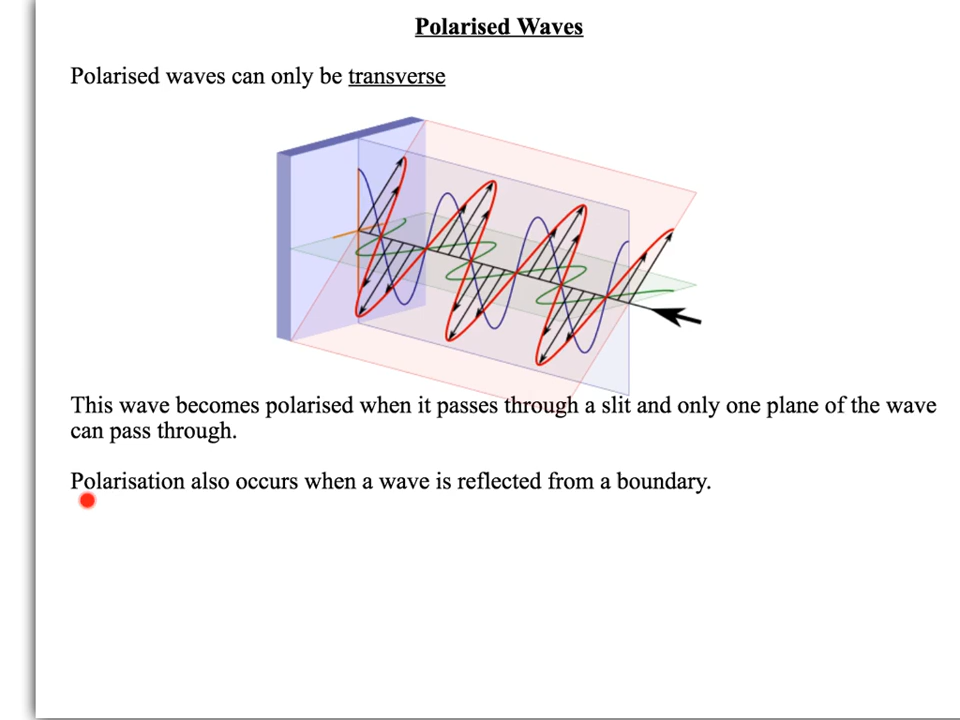 Polarised Waves
Polarised waves can only be transverse
This wave becomes polarised when it passes through a slit and only one plane of the wave
can pass through.
Polarisation also occurs when a wave is reflected from a boundary.